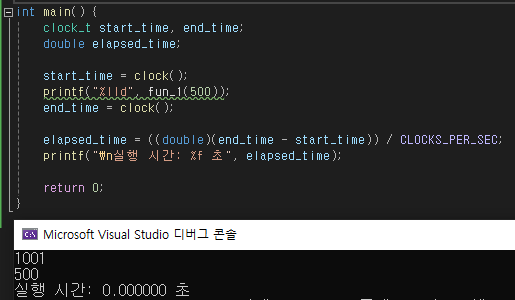 int main() {
clock_t start_time, end_time;
double elapsed_time;
start_time = clock();
printf("%lld", fun_1(500));
end_time = clock();
elapsed_time = ((double)(end_time - start_time)) / CLOCKS_PER_SEC;
printf("₩n실행 시간: %f 초", elapsed_time);
return 0;
}
Microsoft Visual Studio 디버그 콘솔
1001
500
실행 시간: 0.000000 초